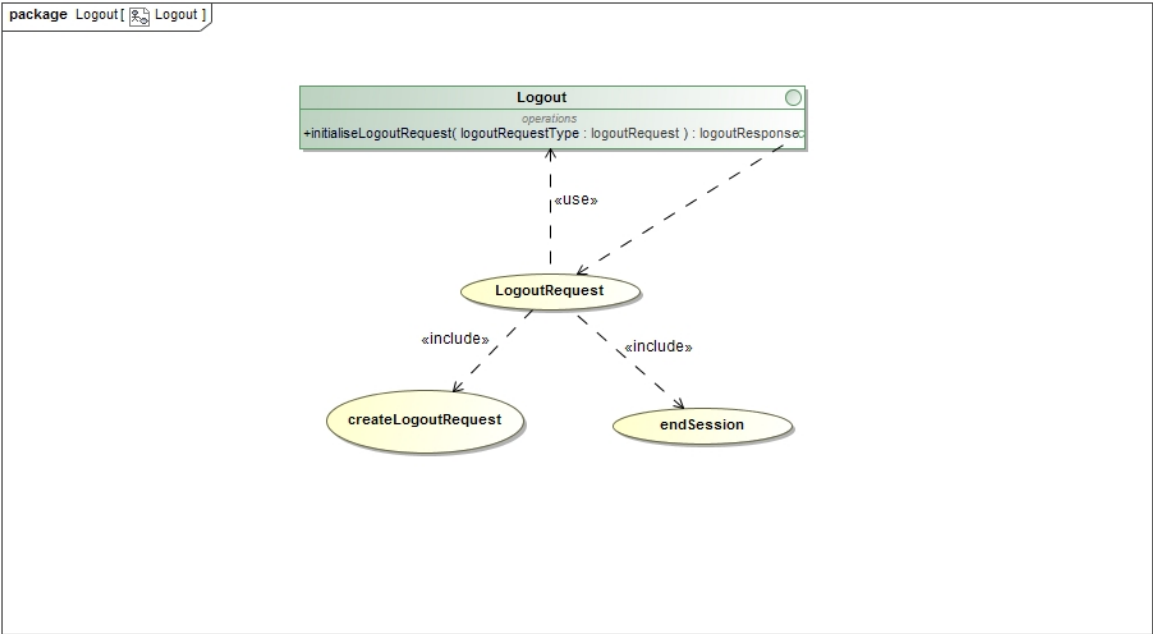 package Logout[ Logout ]
Logout
operations
+initialiseLogoutRequest( logoutRequestType : logoutRequest ) : logoutResponse
«use»
LogoutRequest
«include»
«include»
createLogoutRequest
endSession